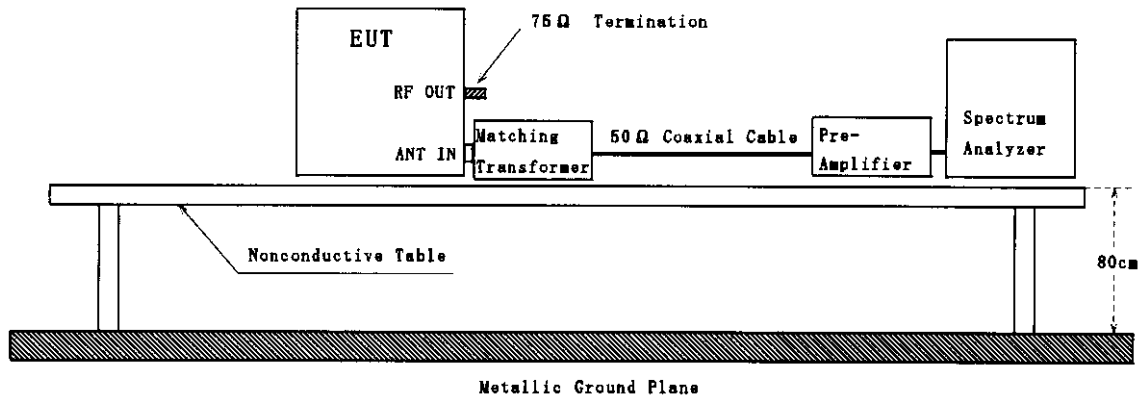 75Ω Termination
EUT
RF OUT
ANT IN
Matching
Transformer
50Ω Coaxial Cable
Pre-
Amplifier
Spectrum
Analyzer
Nonconductive Table
80cm
Metallic Ground Plane